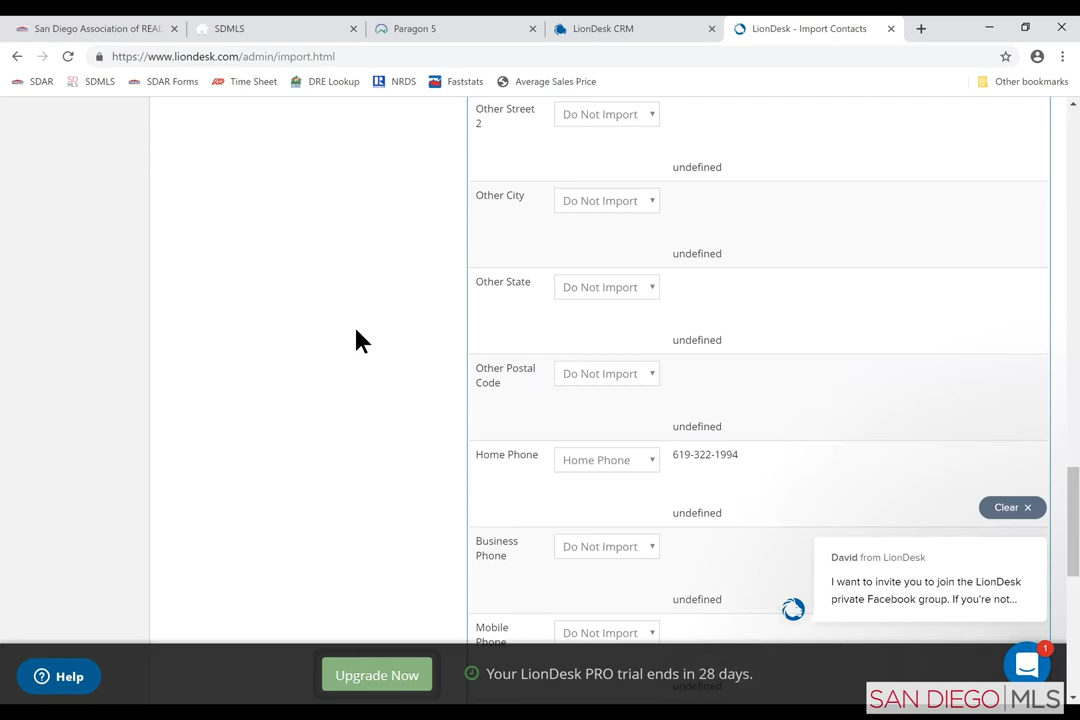 San Diego Association of REAL
SDMLS
Paragon 5
LionDesk CRM
LionDesk - Import Contacts
https://www.liondesk.com/admin/import.html
SDAR
SDMLS
SDAR Forms
Time Sheet
DRE Lookup
NRDS
Faststats
Average Sales Price
Other bookmarks
Other Street
2
Do Not Import
undefined
Other City
Do Not Import
undefined
Other State
Do Not Import
undefined
Other Postal
Code
Do Not Import
undefined
Home Phone
Home Phone
619-322-1994
undefined
Clear
Business
Phone
Do Not Import
undefined
David from LionDesk
I want to invite you to join the LionDesk
private Facebook group. If you're not...
Mobile
Phone
Do Not Import
undefined
Help
Upgrade Now
Your LionDesk PRO trial ends in 28 days.
1
SAN DIEGO | MLS